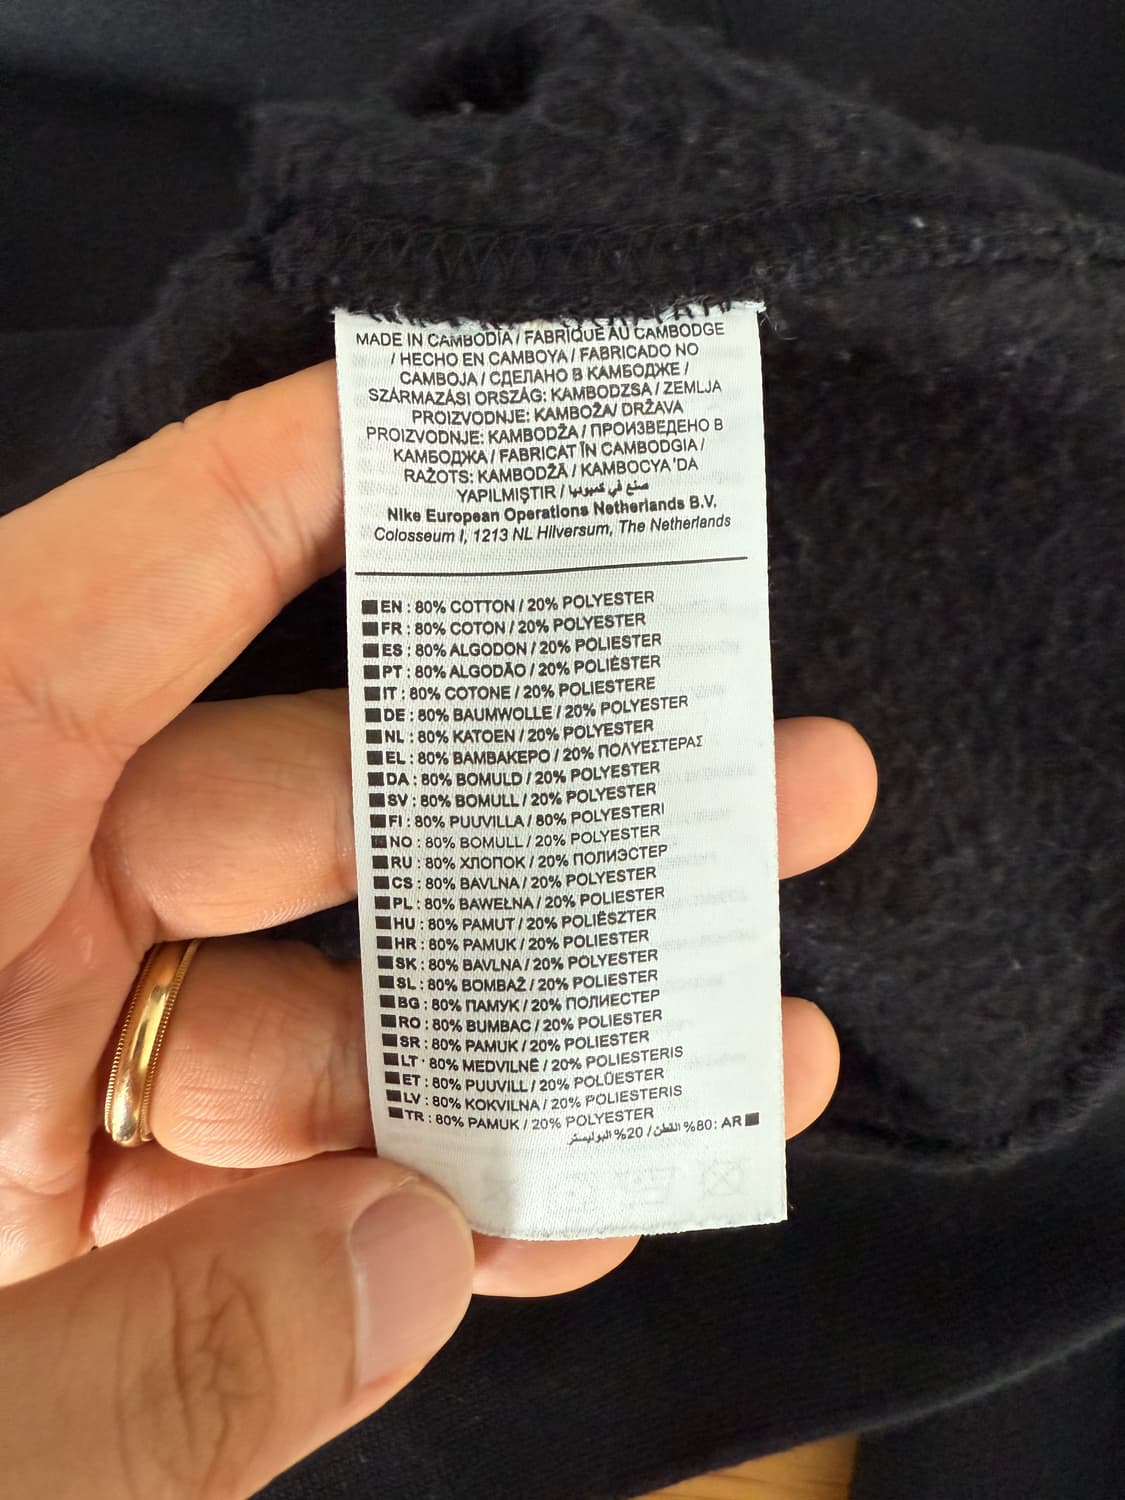 MADE IN CAMBODIA / FABRIQUÉ AU CAMBODGE
/ HECHO EN CAMBOYA / FABRICADO NO
CAMBOJA / СДЕЛАНО В КАМБОДЖЕ /
SZÁRMAZÁSI ORSZÁG: KAMBODZSA / ZEMLJA
PROIZVODNJE: KAMBOŽA/ DRŽAVA
PROIZVODNJE: KAMBODŽA / ПРОИЗВЕДЕНО В
КАМБОДЖА / FABRICAT ÎN CAMBODGIA /
RAŽOTS: KAMBODŽĀ / KAMBOCYA'DA
YAPILMIŞTIR / صنع في كمبوديا
Nike European Operations Netherlands B.V.
Colosseum I, 1213 NL Hilversum, The Netherlands
EN : 80% COTTON / 20% POLYESTER
FR : 80% COTON / 20% POLYESTER
ES : 80% ALGODON / 20% POLIESTER
PT : 80% ALGODÃO / 20% POLIÉSTER
IT : 80% COTONE / 20% POLIESTERE
DE : 80% BAUMWOLLE / 20% POLYESTER
NL : 80% KATOEN / 20% POLYESTER
EL : 80% ΒΑΜΒΑΚΕΡΟ / 20% ΠΟΛΥΕΣΤΕΡΑΣ
DA : 80% BOMULD / 20% POLYESTER
SV : 80% BOMULL / 20% POLYESTER
FI : 80% PUUVILLA / 80% POLYESTERI
NO : 80% BOMULL / 20% POLYESTER
RU : 80% ХЛОПОК / 20% ПОЛИЭСТЕР
CS : 80% BAVLNA / 20% POLYESTER
PL : 80% BAWEŁNA / 20% POLIESTER
HU : 80% PAMUT / 20% POLIÉSZTER
HR : 80% PAMUK / 20% POLIESTER
SK : 80% BAVLNA / 20% POLYESTER
SL : 80% BOMBAŽ / 20% POLIESTER
BG : 80% ПАМУК / 20% ПОЛИЕСТЕР
RO : 80% BUMBAC / 20% POLIESTER
SR : 80% PAMUK / 20% POLIESTER
LT : 80% MEDVILNĖ / 20% POLIESTERIS
ET : 80% PUUVILL / 20% POLÜESTER
LV : 80% KOKVILNA / 20% POLIESTERIS
TR : 80% PAMUK / 20% POLYESTER
AR :80% القطن / 20% البوليستر